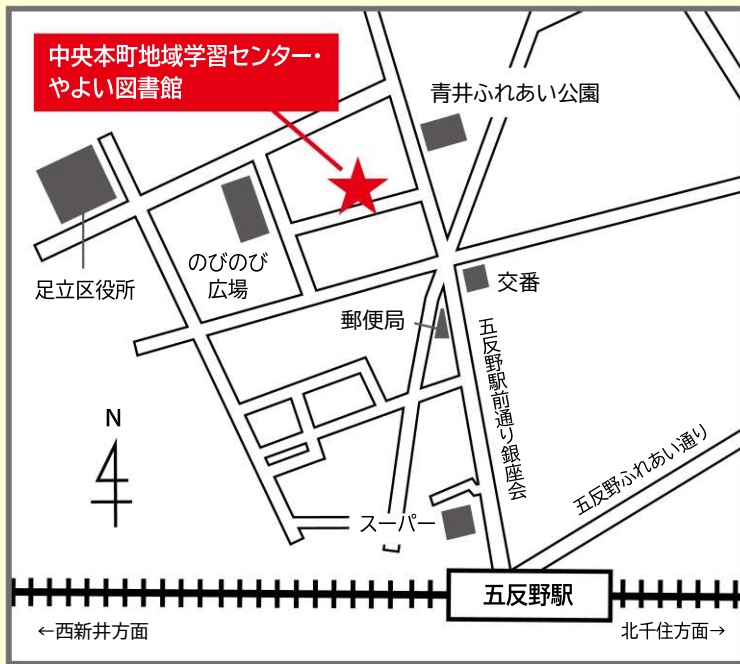 中央本町地域学習センター・
やよい図書館
青井ふれあい公園
足立区役所
のびのび
広場
交番
郵便局
五反野駅前通り銀座会
N
五反野ふれあい通り
スーパー
五反野駅
←西新井方面
北千住方面→